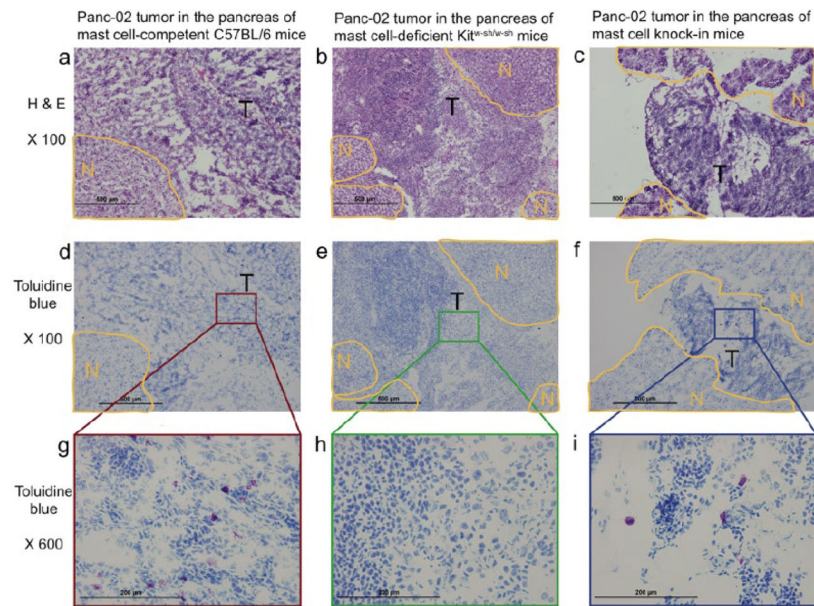 Panc-02 tumor in the pancreas of
mast cell-competent C57BL/6 mice
Panc-02 tumor in the pancreas of
mast cell-deficient Kitʷ⁻ˢʰ/ʷ⁻ˢʰ mice
Panc-02 tumor in the pancreas of
mast cell knock-in mice
H & E
X 100
a
T
N
500 µm
b
N
T
N
N
500 µm
c
N
T
N
500 µm
Toluidine
blue
X 100
d
T
N
500 µm
e
N
T
N
N
500 µm
f
N
T
N
500 µm
Toluidine
blue
X 600
g
200 µm
h
200 µm
i
200 µm